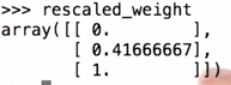 >>> rescaled_weight
array([[ 0.        ],
       [ 0.41666667],
       [ 1.        ]])